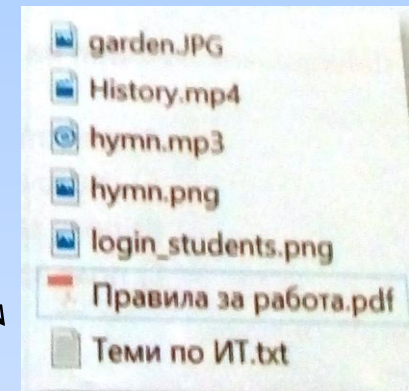 garden.JPG
History.mp4
hymn.mp3
hymn.png
login_students.png
Правила за работа.pdf
Теми по ИТ.txt